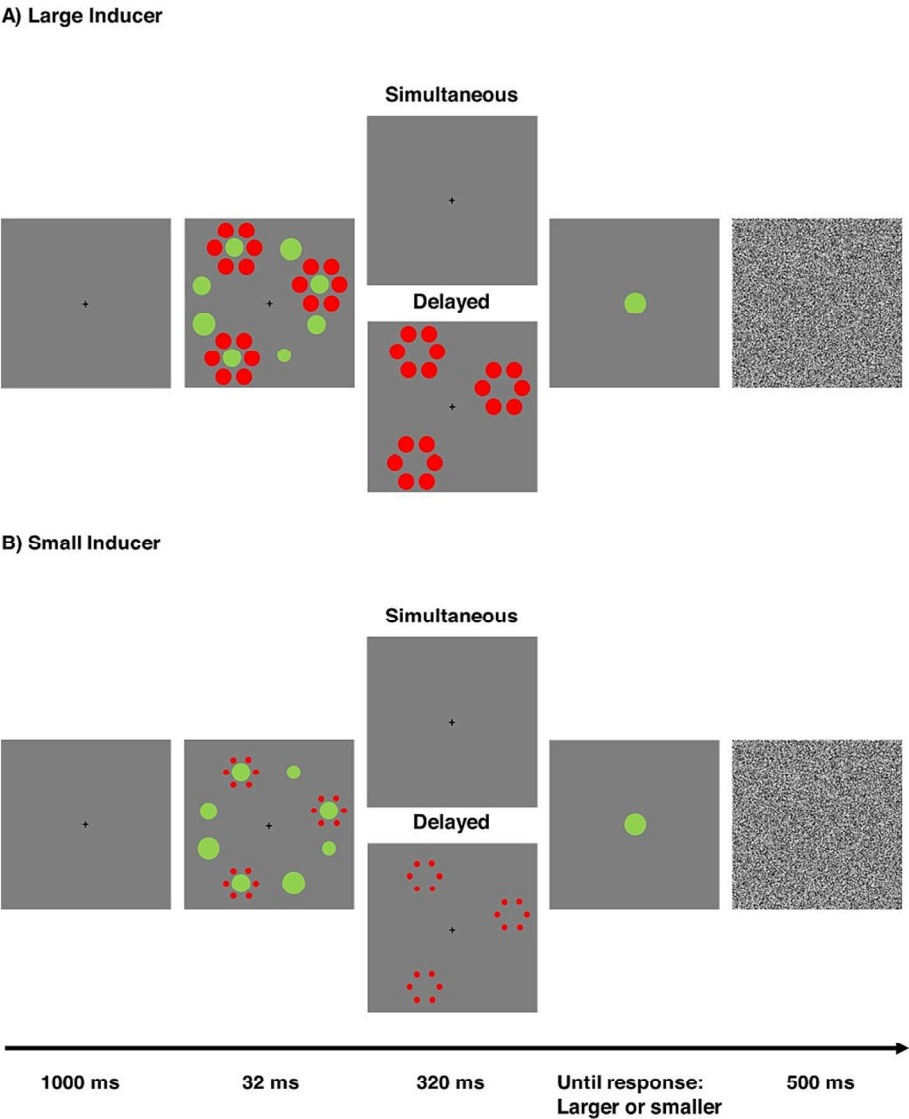 A) Large Inducer
Simultaneous
Delayed
B) Small Inducer
Simultaneous
Delayed
1000 ms
32 ms
320 ms
Until response:
Larger or smaller
500 ms